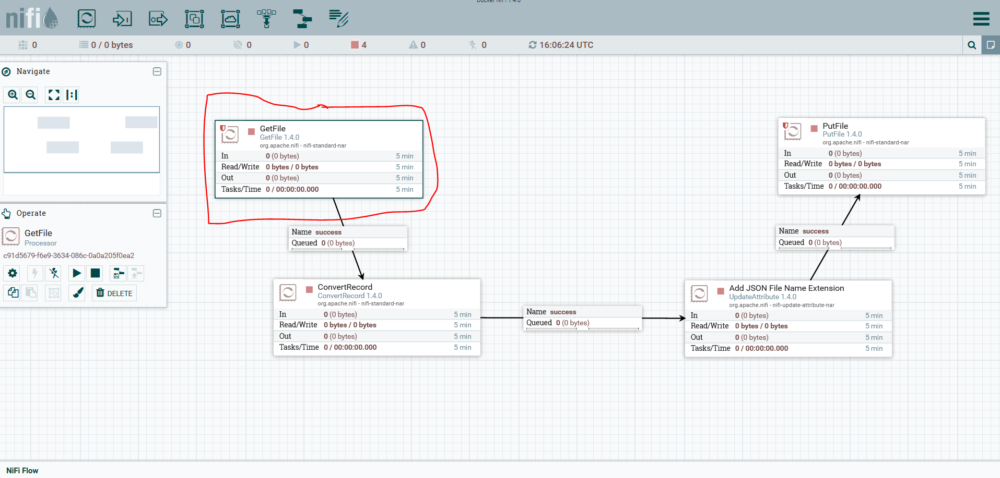 Docker NiFi 1.4.0
nifi
0
0 / 0 bytes
0
0
0
4
0
0
16:06:24 UTC
Navigate
Operate
GetFile
Processor
c91d5679-f6e9-3634-086c-0a0a205f0ea2
DELETE
GetFile
GetFile 1.4.0
org.apache.nifi - nifi-standard-nar
In 0 (0 bytes) 5 min
Read/Write 0 bytes / 0 bytes 5 min
Out 0 (0 bytes) 5 min
Tasks/Time 0 / 00:00:00.000 5 min
Name success
Queued 0 (0 bytes)
ConvertRecord
ConvertRecord 1.4.0
org.apache.nifi - nifi-standard-nar
In 0 (0 bytes) 5 min
Read/Write 0 bytes / 0 bytes 5 min
Out 0 (0 bytes) 5 min
Tasks/Time 0 / 00:00:00.000 5 min
Name success
Queued 0 (0 bytes)
Add JSON File Name Extension
UpdateAttribute 1.4.0
org.apache.nifi - nifi-update-attribute-nar
In 0 (0 bytes) 5 min
Read/Write 0 bytes / 0 bytes 5 min
Out 0 (0 bytes) 5 min
Tasks/Time 0 / 00:00:00.000 5 min
Name success
Queued 0 (0 bytes)
PutFile
PutFile 1.4.0
org.apache.nifi - nifi-standard-nar
In 0 (0 bytes) 5 min
Read/Write 0 bytes / 0 bytes 5 min
Out 0 (0 bytes) 5 min
Tasks/Time 0 / 00:00:00.000 5 min
NiFi Flow